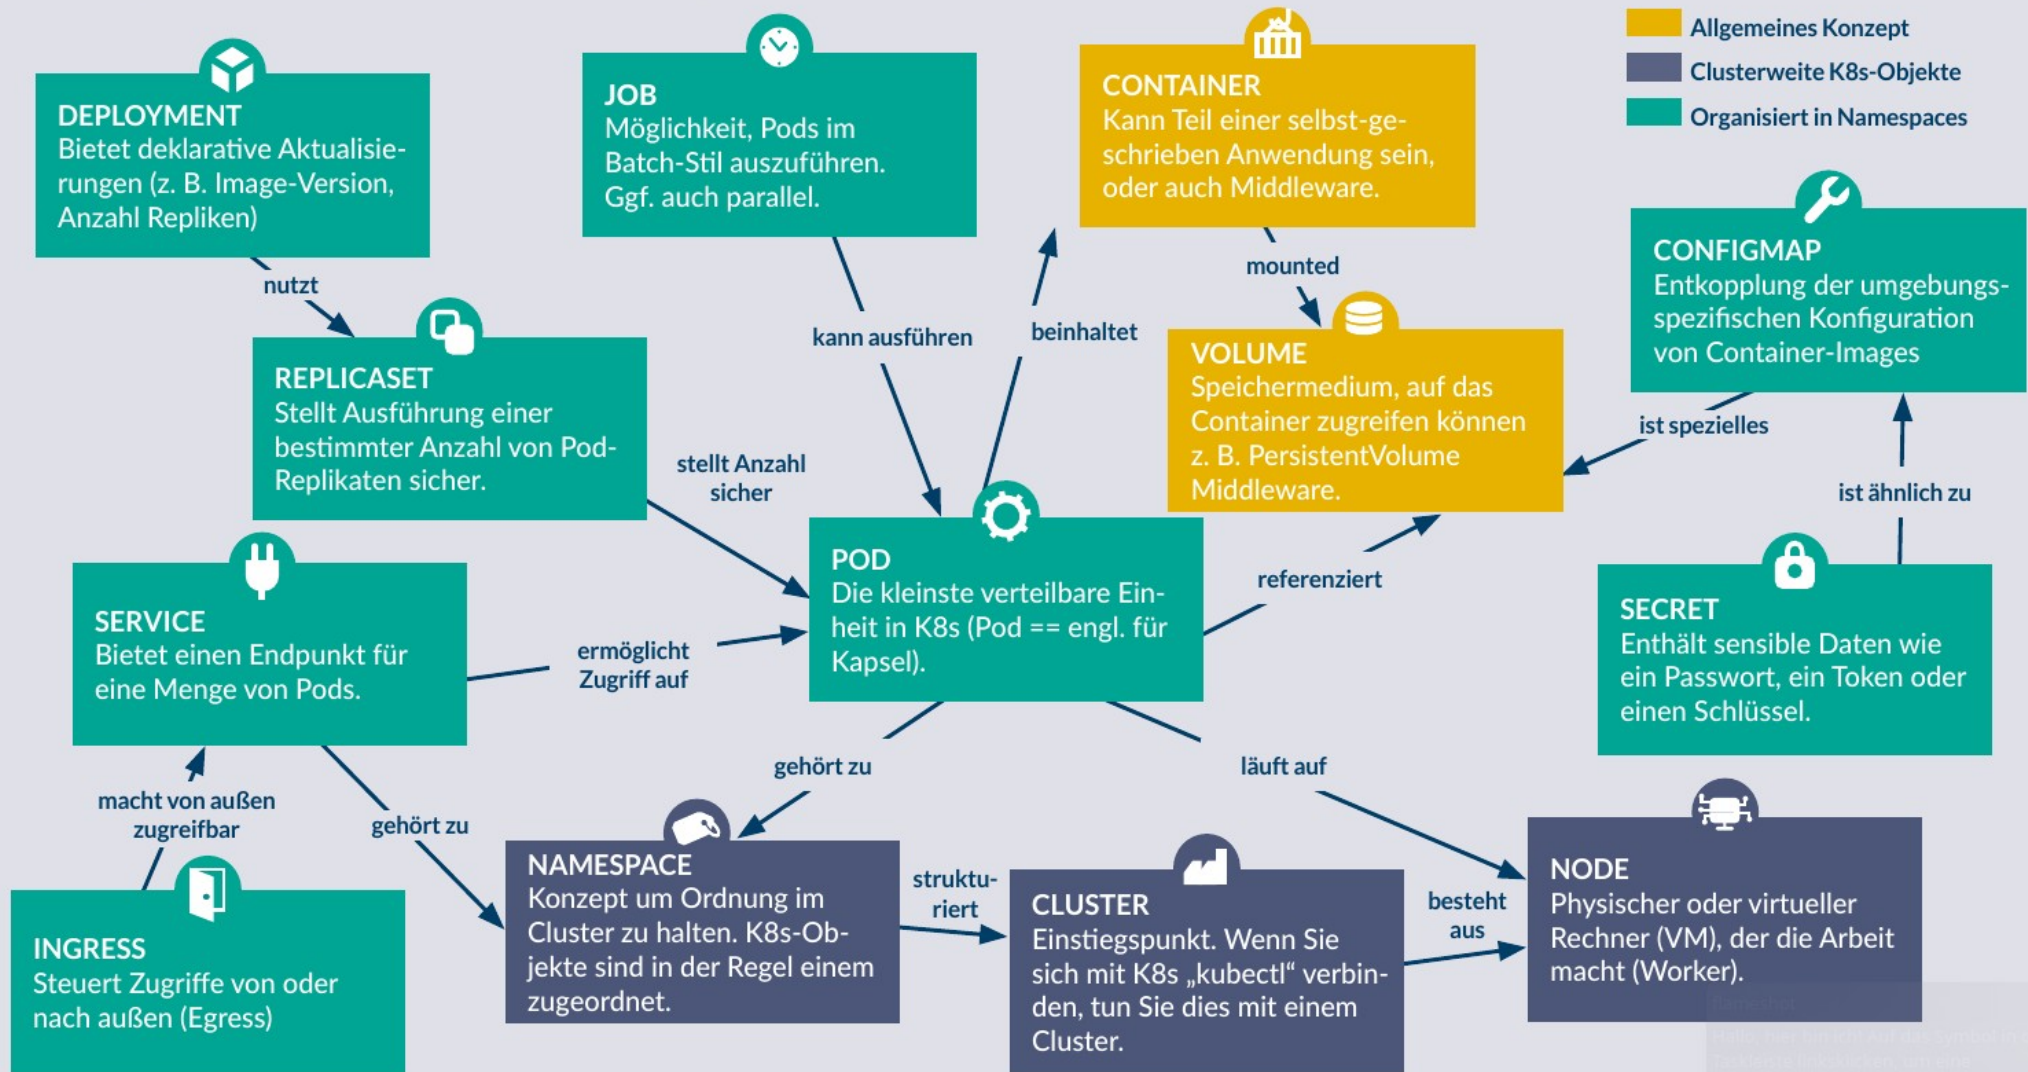 Allgemeines Konzept
Clusterweite K8s-Objekte
Organisiert in Namespaces
DEPLOYMENT
Bietet deklarative Aktualisie-
rungen (z. B. Image-Version,
Anzahl Repliken)
JOB
Möglichkeit, Pods im
Batch-Stil auszuführen.
Ggf. auch parallel.
CONTAINER
Kann Teil einer selbst-ge-
schrieben Anwendung sein,
oder auch Middleware.
CONFIGMAP
Entkopplung der umgebungs-
spezifischen Konfiguration
von Container-Images
nutzt
mounted
kann ausführen
beinhaltet
REPLICASET
Stellt Ausführung einer
bestimmter Anzahl von Pod-
Replikaten sicher.
VOLUME
Speichermedium, auf das
Container zugreifen können
z. B. PersistentVolume
Middleware.
ist spezielles
stellt Anzahl
sicher
ist ähnlich zu
POD
Die kleinste verteilbare Ein-
heit in K8s (Pod == engl. für
Kapsel).
referenziert
SERVICE
Bietet einen Endpunkt für
eine Menge von Pods.
ermöglicht
Zugriff auf
SECRET
Enthält sensible Daten wie
ein Passwort, ein Token oder
einen Schlüssel.
gehört zu
läuft auf
macht von außen
zugreifbar
gehört zu
NAMESPACE
Konzept um Ordnung im
Cluster zu halten. K8s-Ob-
jekte sind in der Regel einem
zugeordnet.
struktu-
riert
CLUSTER
Einstiegspunkt. Wenn Sie
sich mit K8s „kubectl“ verbin-
den, tun Sie dies mit einem
Cluster.
besteht
aus
NODE
Physischer oder virtueller
Rechner (VM), der die Arbeit
macht (Worker).
INGRESS
Steuert Zugriffe von oder
nach außen (Egress)